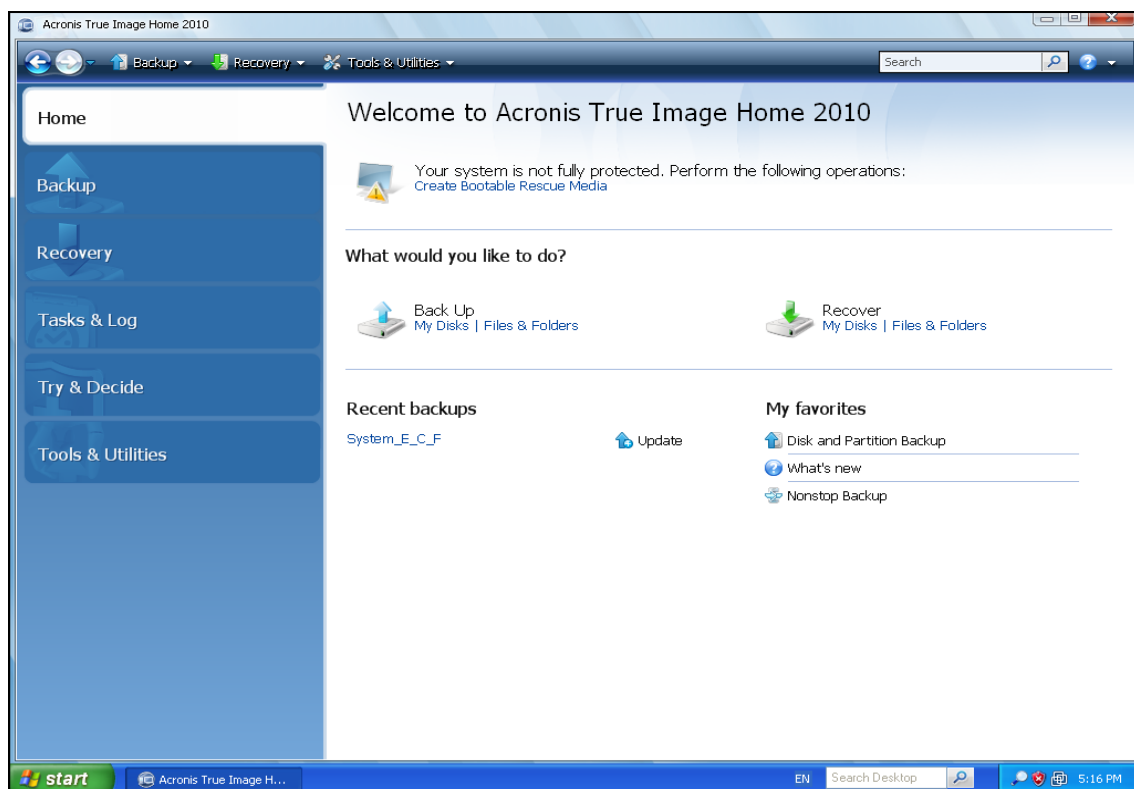 Acronis True Image Home 2010
Backup Recovery Tools & Utilities Search
Home
Backup
Recovery
Tasks & Log
Try & Decide
Tools & Utilities
Welcome to Acronis True Image Home 2010
Your system is not fully protected. Perform the following operations:
Create Bootable Rescue Media
What would you like to do?
Back Up
My Disks | Files & Folders
Recover
My Disks | Files & Folders
Recent backups
System_E_C_F Update
My favorites
Disk and Partition Backup
What's new
Nonstop Backup
start Acronis True Image H... EN Search Desktop 5:16 PM